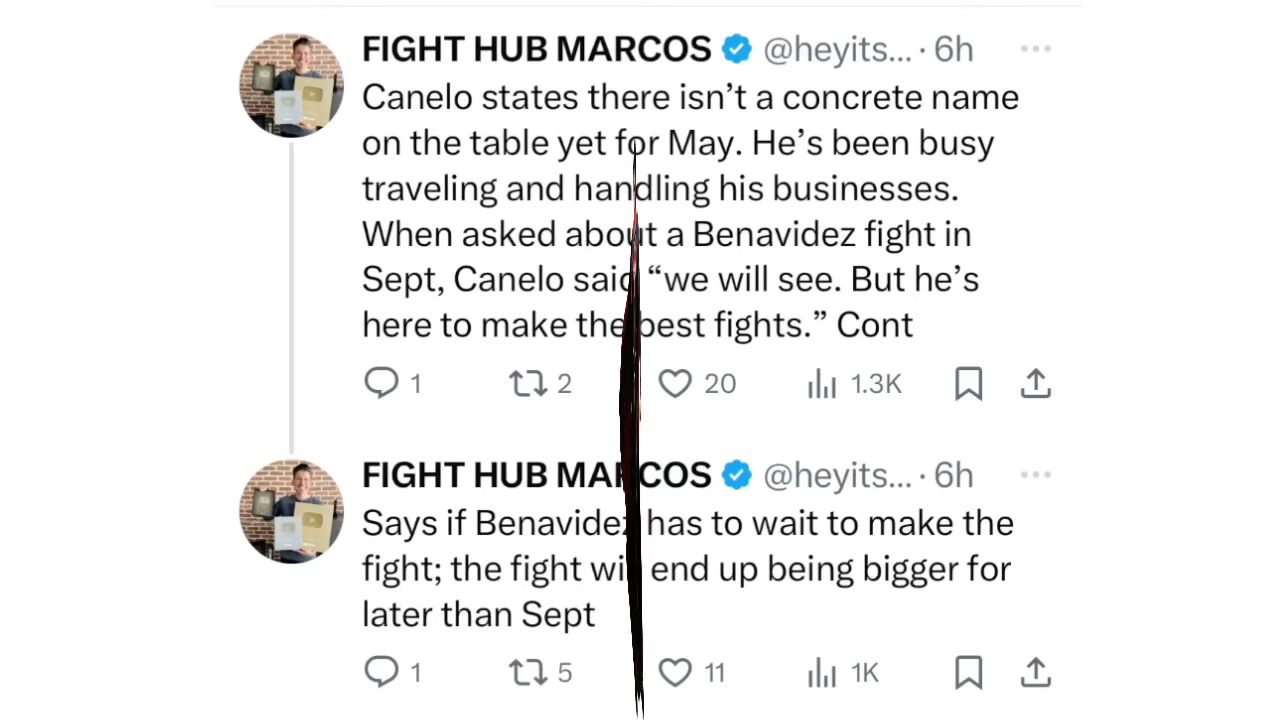 FIGHT HUB MARCOS @heyits... · 6h
Canelo states there isn’t a concrete name
on the table yet for May. He’s been busy
traveling and handling his businesses.
When asked about a Benavidez fight in
Sept, Canelo said “we will see. But he’s
here to make the best fights.” Cont
1 2 20 1.3K
FIGHT HUB MARCOS @heyits... · 6h
Says if Benavidez has to wait to make the
fight; the fight will end up being bigger for
later than Sept
1 5 11 1K